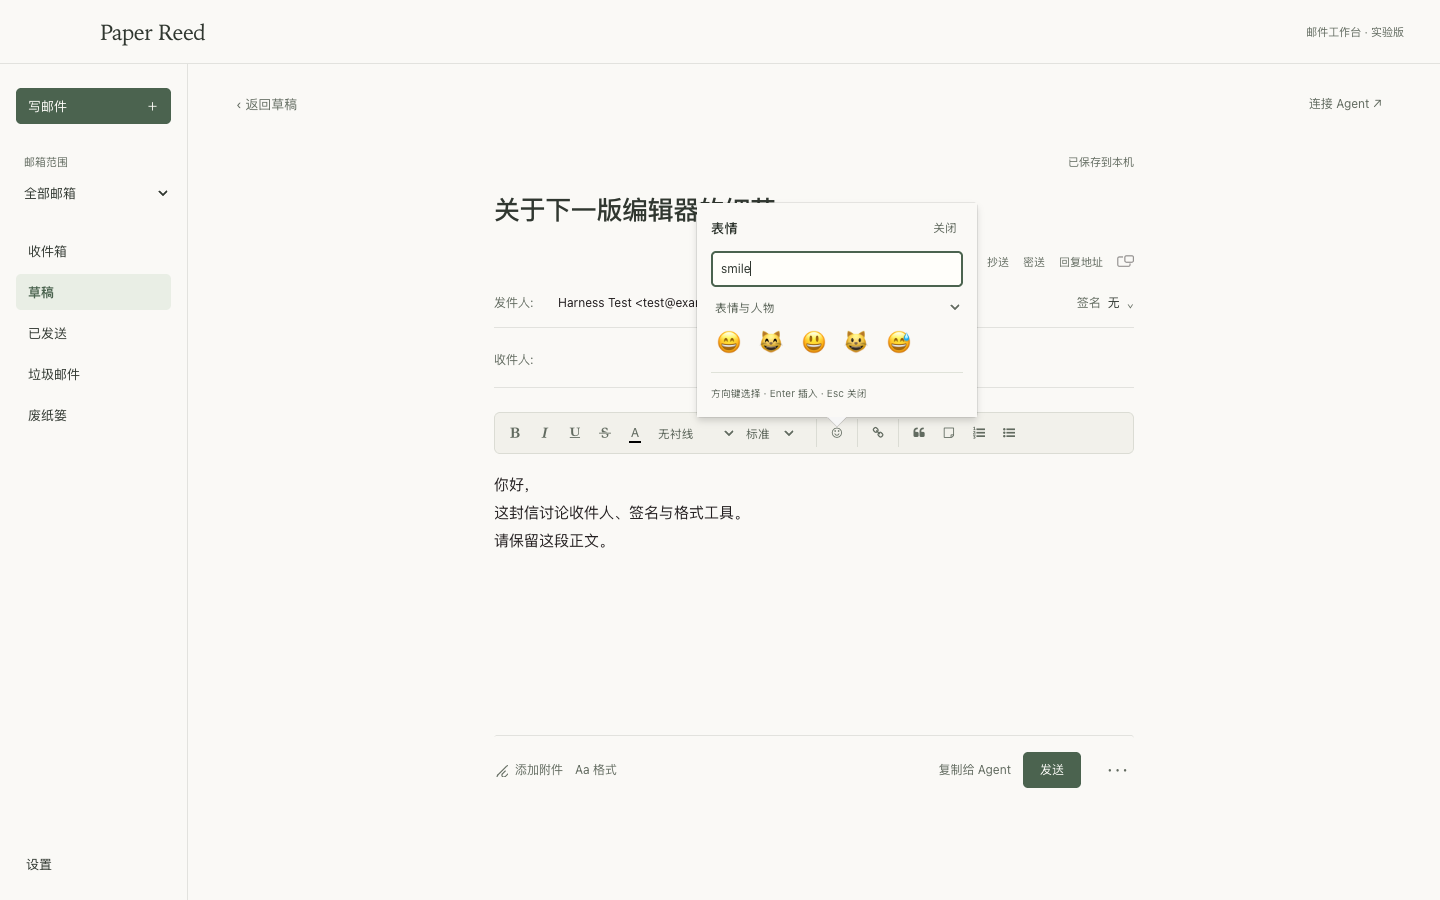 Paper Reed
邮件工作台 · 实验版
写邮件 +
‹ 返回草稿
连接 Agent ↗
邮箱范围
已保存到本机
全部邮箱
关于下一版编辑器
表情
关闭
收件箱
抄送 密送 回复地址
smile
草稿
发件人: Harness Test <test@exa
签名 无
表情与人物
已发送
收件人:
垃圾邮件
方向键选择 · Enter 插入 · Esc 关闭
废纸篓
B I U S A 无衬线 标准
你好，
这封信讨论收件人、签名与格式工具。
请保留这段正文。
添加附件 Aa 格式
复制给 Agent 发送 ···
设置